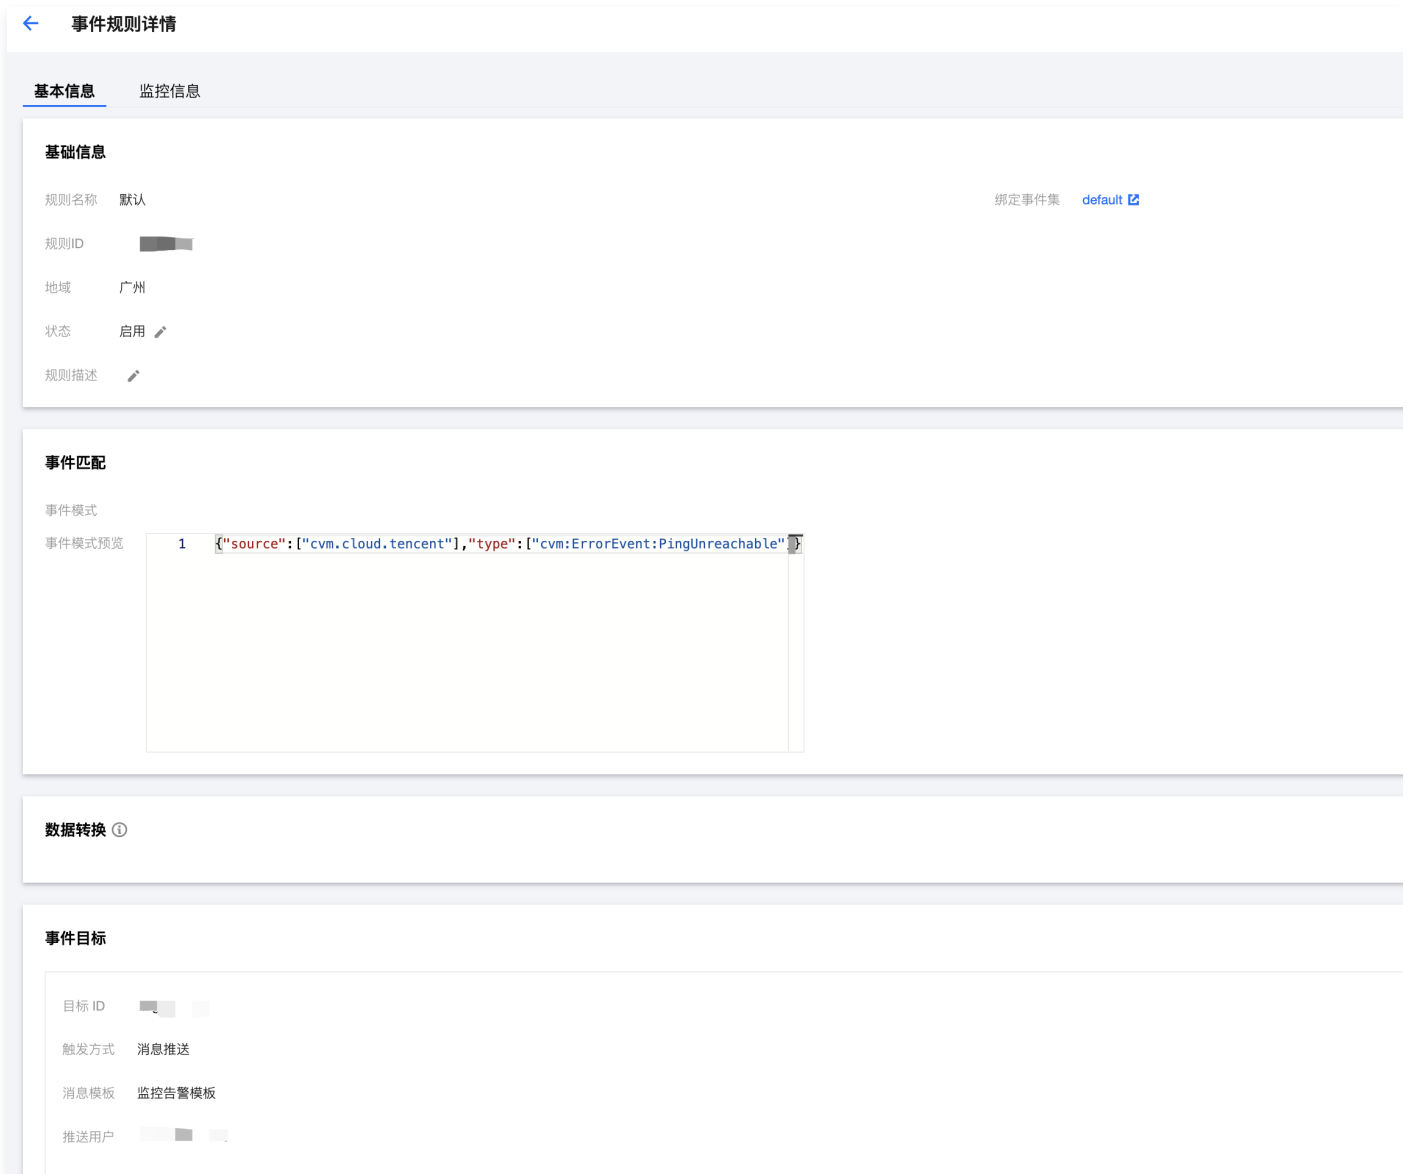 事件规则详情
基本信息 监控信息
基础信息
规则名称 默认 绑定事件集 default
规则ID
地域 广州
状态 启用
规则描述
事件匹配
事件模式
事件模式预览 1 {"source":["cvm.cloud.tencent"],"type":["cvm:ErrorEvent:PingUnreachable"]}
数据转换
事件目标
目标 ID
触发方式 消息推送
消息模板 监控告警模板
推送用户